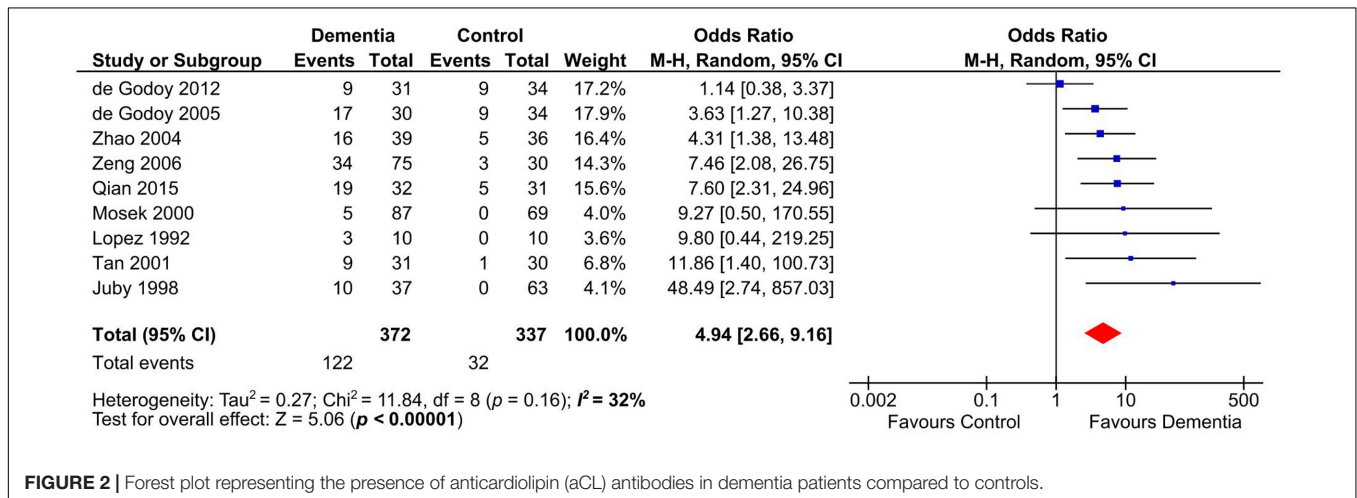 Dementia Control Odds Ratio Odds Ratio
Study or Subgroup Events Total Events Total Weight M-H, Random, 95% CI M-H, Random, 95% CI
de Godoy 2012 9 31 9 34 17.2% 1.14 [0.38, 3.37]
de Godoy 2005 17 30 9 34 17.9% 3.63 [1.27, 10.38]
Zhao 2004 16 39 5 36 16.4% 4.31 [1.38, 13.48]
Zeng 2006 34 75 3 30 14.3% 7.46 [2.08, 26.75]
Qian 2015 19 32 5 31 15.6% 7.60 [2.31, 24.96]
Mosek 2000 5 87 0 69 4.0% 9.27 [0.50, 170.55]
Lopez 1992 3 10 0 10 3.6% 9.80 [0.44, 219.25]
Tan 2001 9 31 1 30 6.8% 11.86 [1.40, 100.73]
Juby 1998 10 37 0 63 4.1% 48.49 [2.74, 857.03]
Total (95% CI) 372 337 100.0% 4.94 [2.66, 9.16]
Total events 122 32
Heterogeneity: Tau² = 0.27; Chi² = 11.84, df = 8 (p = 0.16); I² = 32%
Test for overall effect: Z = 5.06 (p < 0.00001)
0.002 0.1 1 10 500
Favours Control Favours Dementia
FIGURE 2 | Forest plot representing the presence of anticardiolipin (aCL) antibodies in dementia patients compared to controls.